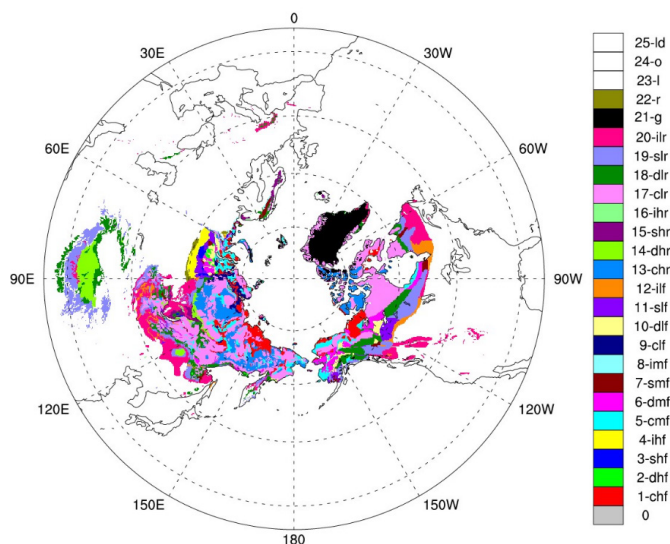 0
30E
30W
60E
60W
90E
90W
120E
120W
150E
150W
180
25-ld
24-o
23-l
22-r
21-g
20-ilr
19-slr
18-dlr
17-clr
16-ihr
15-shr
14-dhr
13-chr
12-ilf
11-slf
10-dlf
9-clf
8-imf
7-smf
6-dmf
5-cmf
4-ihf
3-shf
2-dhf
1-chf
0